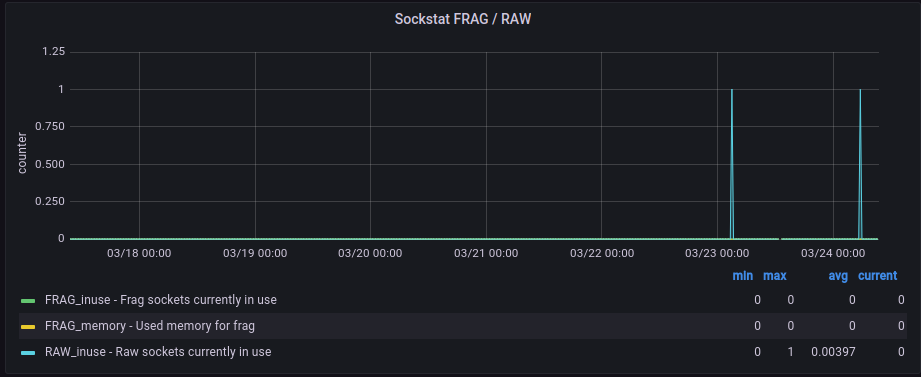 Sockstat FRAG / RAW
counter
1.25
1
0.750
0.500
0.250
0
03/18 00:00 03/19 00:00 03/20 00:00 03/21 00:00 03/22 00:00 03/23 00:00 03/24 00:00
min max avg current
FRAG_inuse - Frag sockets currently in use 0 0 0 0
FRAG_memory - Used memory for frag 0 0 0 0
RAW_inuse - Raw sockets currently in use 0 1 0.00397 0